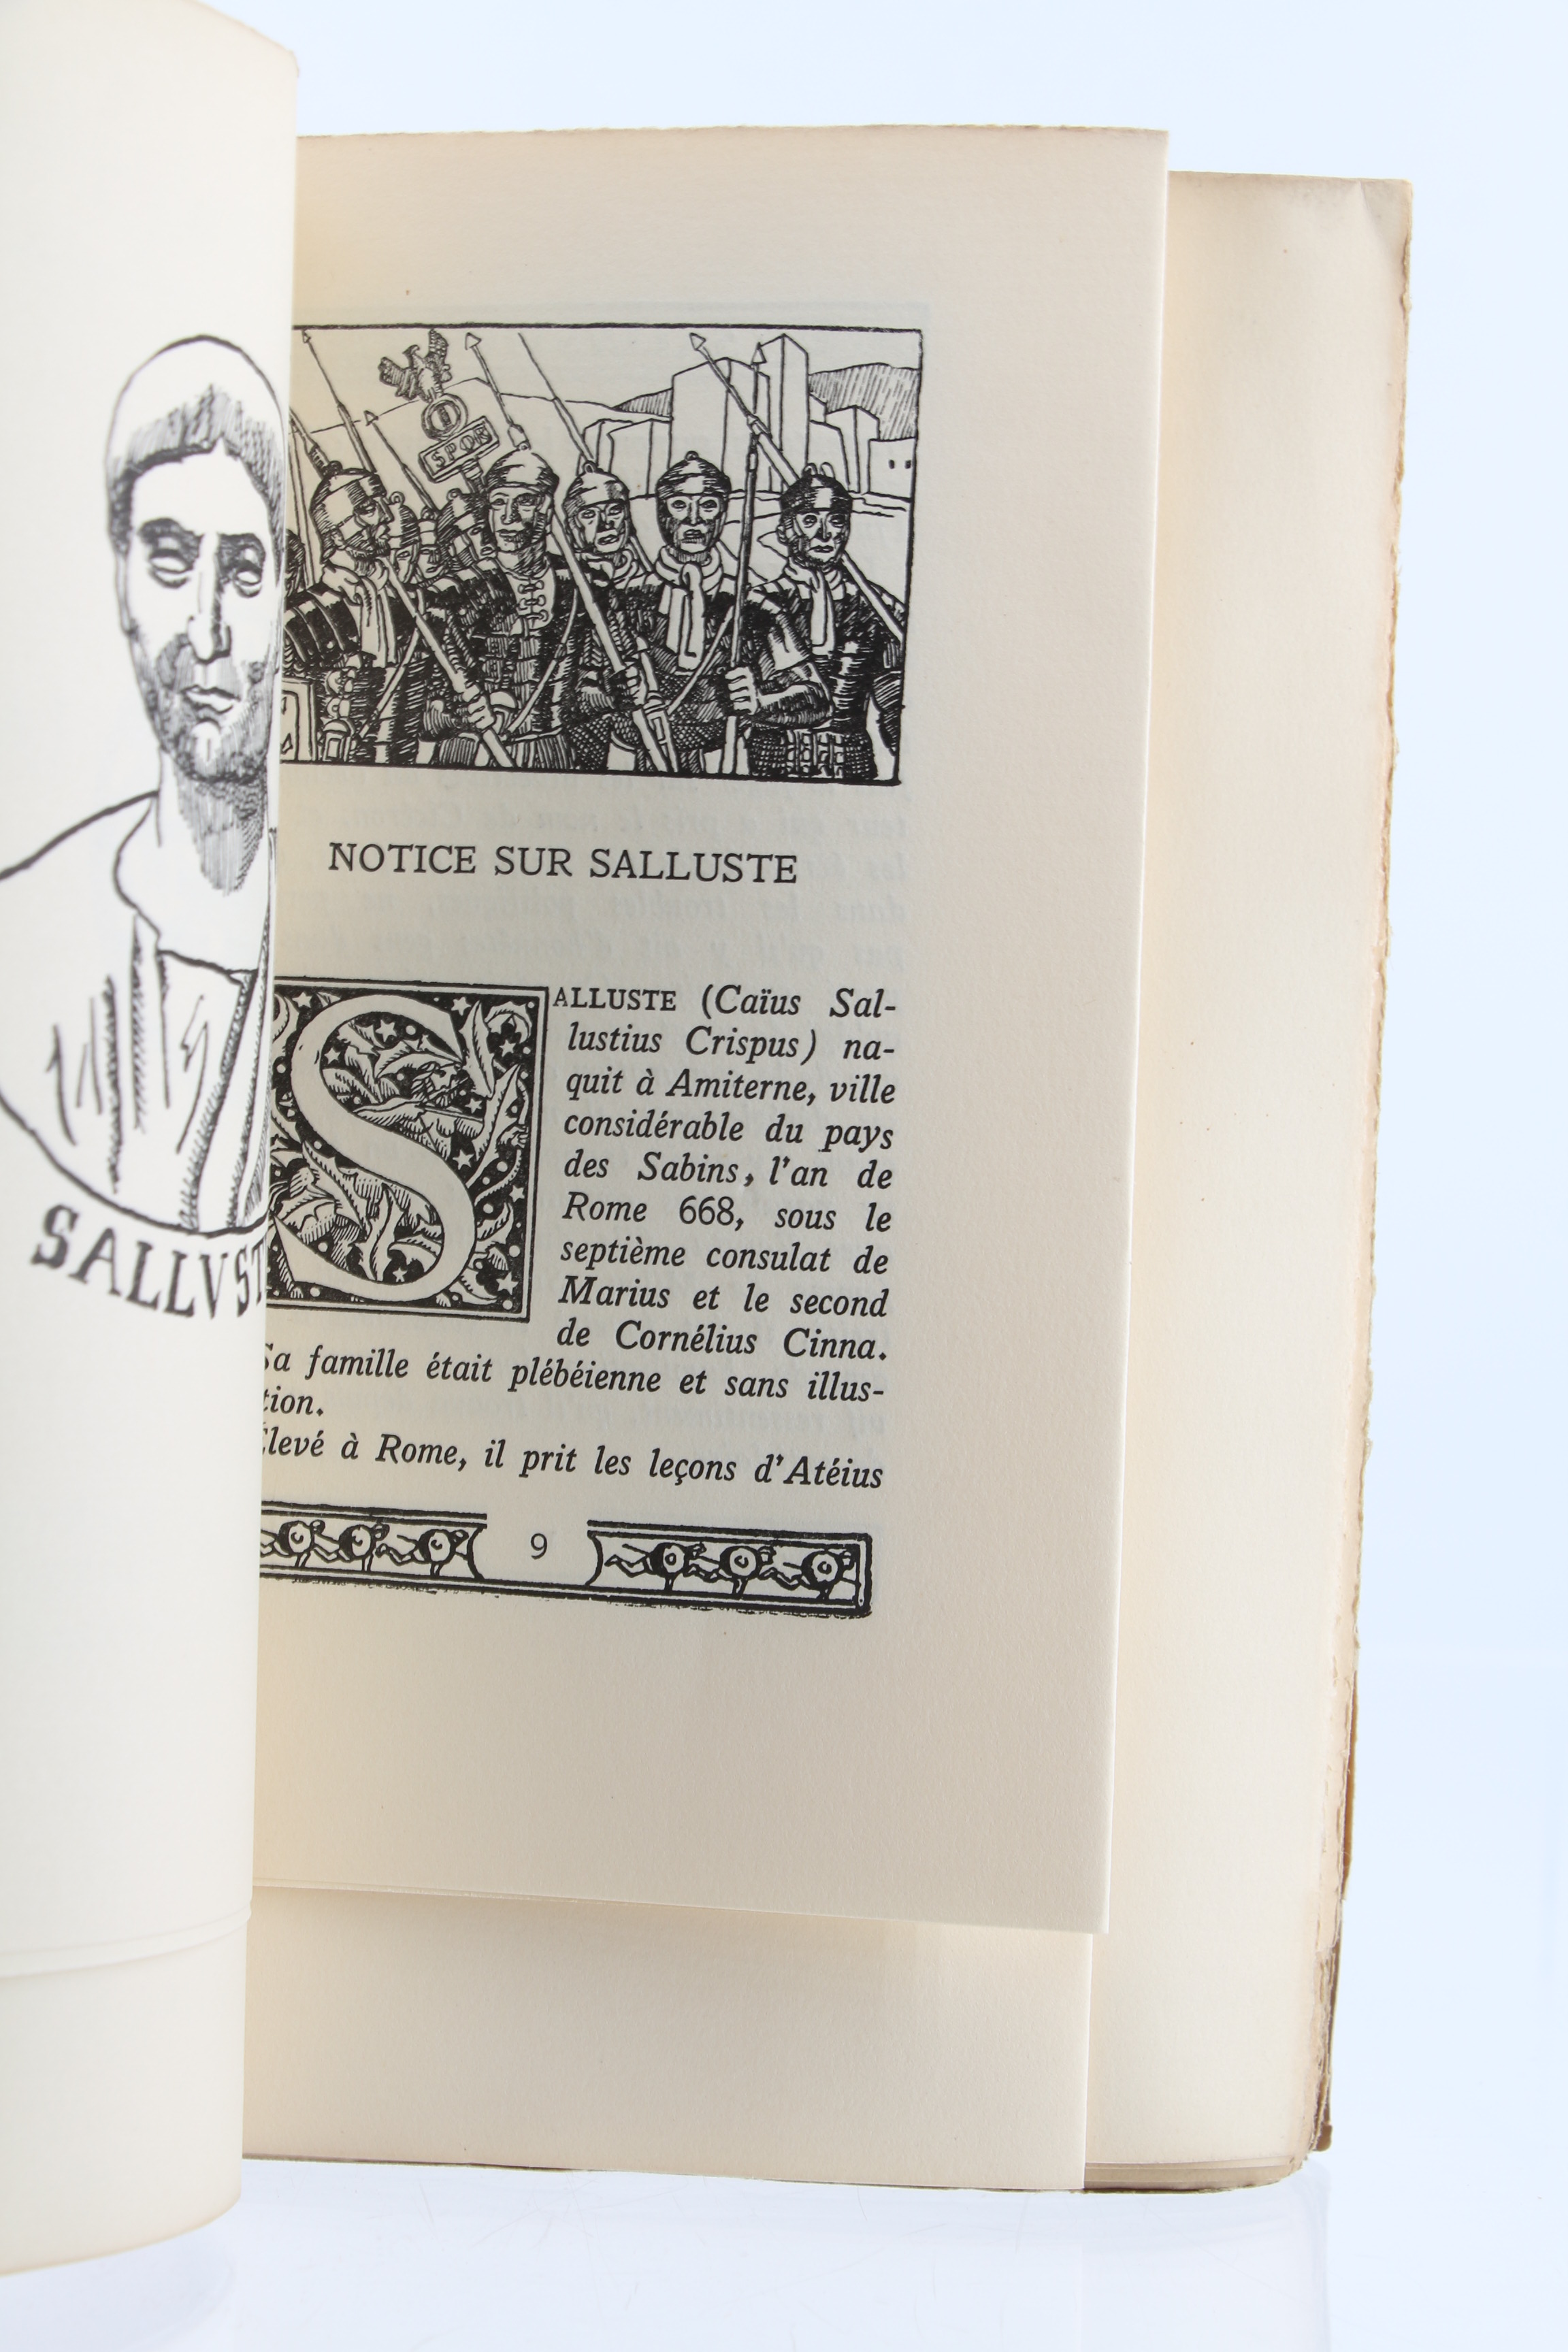 SALLVST
SPQR
NOTICE SUR SALLUSTE
SALLUSTE (Caïus Sal-
lustius Crispus) na-
quit à Amiterne, ville
considérable du pays
des Sabins, l'an de
Rome 668, sous le
septième consulat de
Marius et le second
de Cornélius Cinna.
Sa famille était plébéienne et sans illus-
tion.
Élevé à Rome, il prit les leçons d'Atéius
9